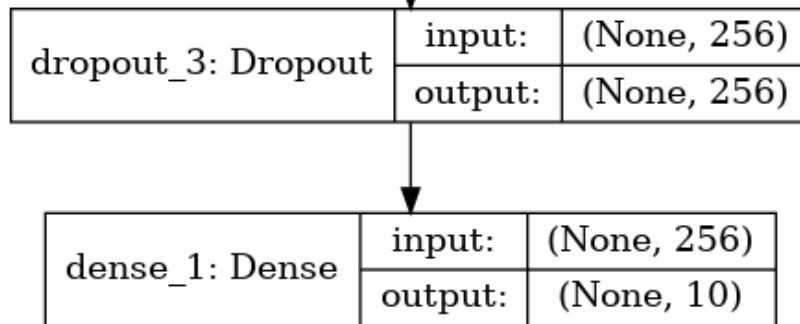 dropout_3: Dropout
input:
(None, 256)
output:
(None, 256)
dense_1: Dense
input:
(None, 256)
output:
(None, 10)